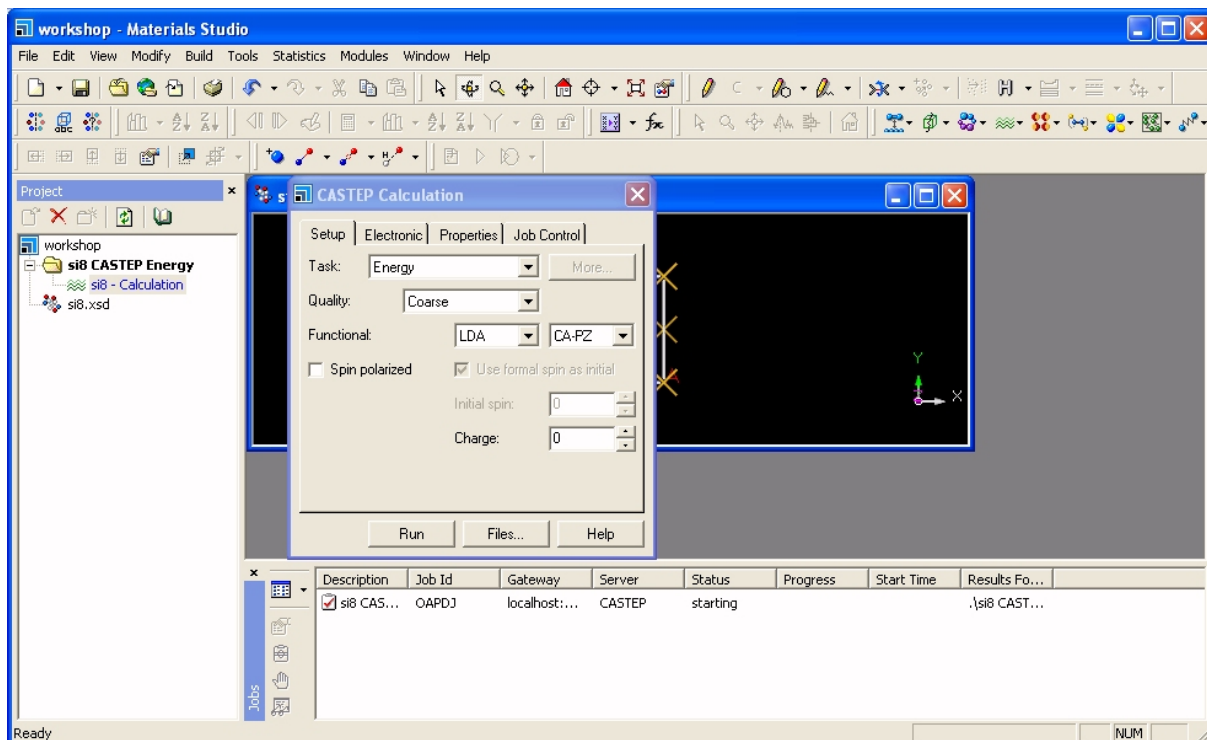 workshop - Materials Studio
File Edit View Modify Build Tools Statistics Modules Window Help
Project
workshop
si8 CASTEP Energy
si8 - Calculation
si8.xsd
CASTEP Calculation
Setup Electronic Properties Job Control
Task: Energy More...
Quality: Coarse
Functional: LDA CA-PZ
Spin polarized Use formal spin as initial
Initial spin: 0
Charge: 0
Run Files... Help
Y
X
Description Job Id Gateway Server Status Progress Start Time Results Fo...
si8 CAS... OAPDJ localhost:... CASTEP starting .\si8 CAST...
Jobs
Ready NUM